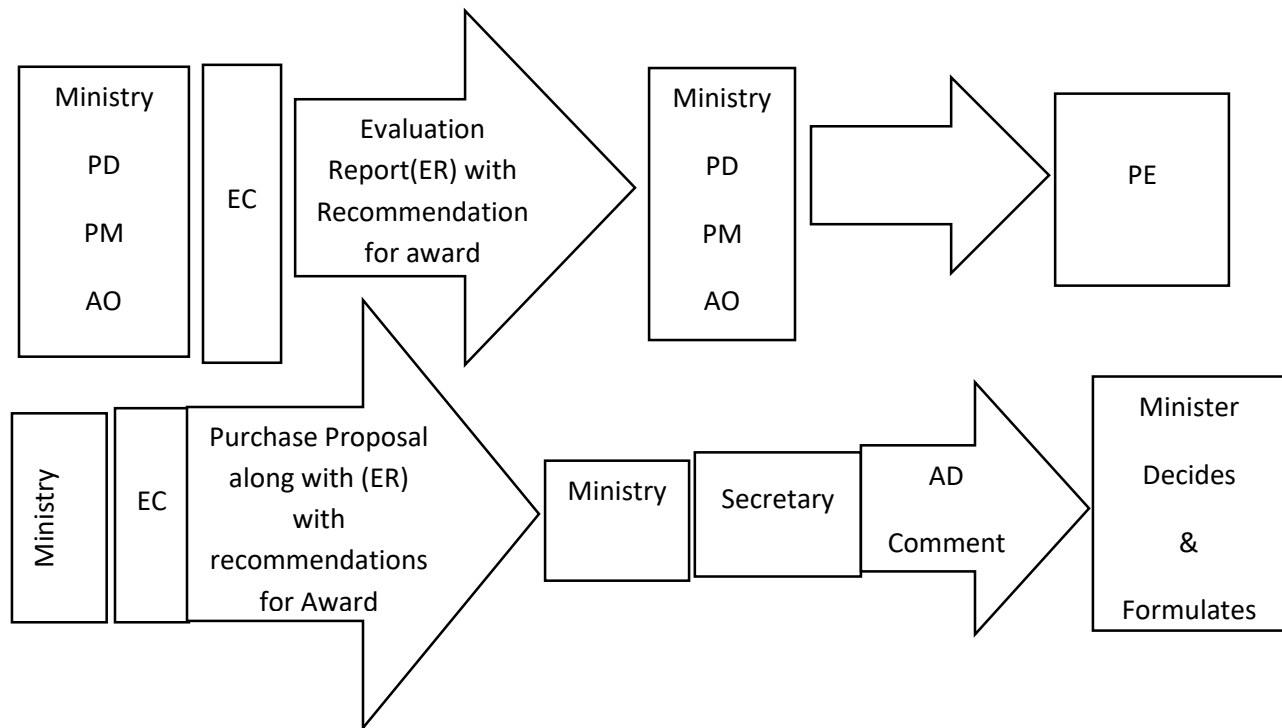 Ministry
PD
PM
AO
EC
Evaluation
Report(ER) with
Recommendation
for award
Ministry
PD
PM
AO
PE
Ministry
EC
Purchase Proposal
along with (ER)
with
recommendations
for Award
Ministry
Secretary
AD
Comment
Minister
Decides
&
Formulates